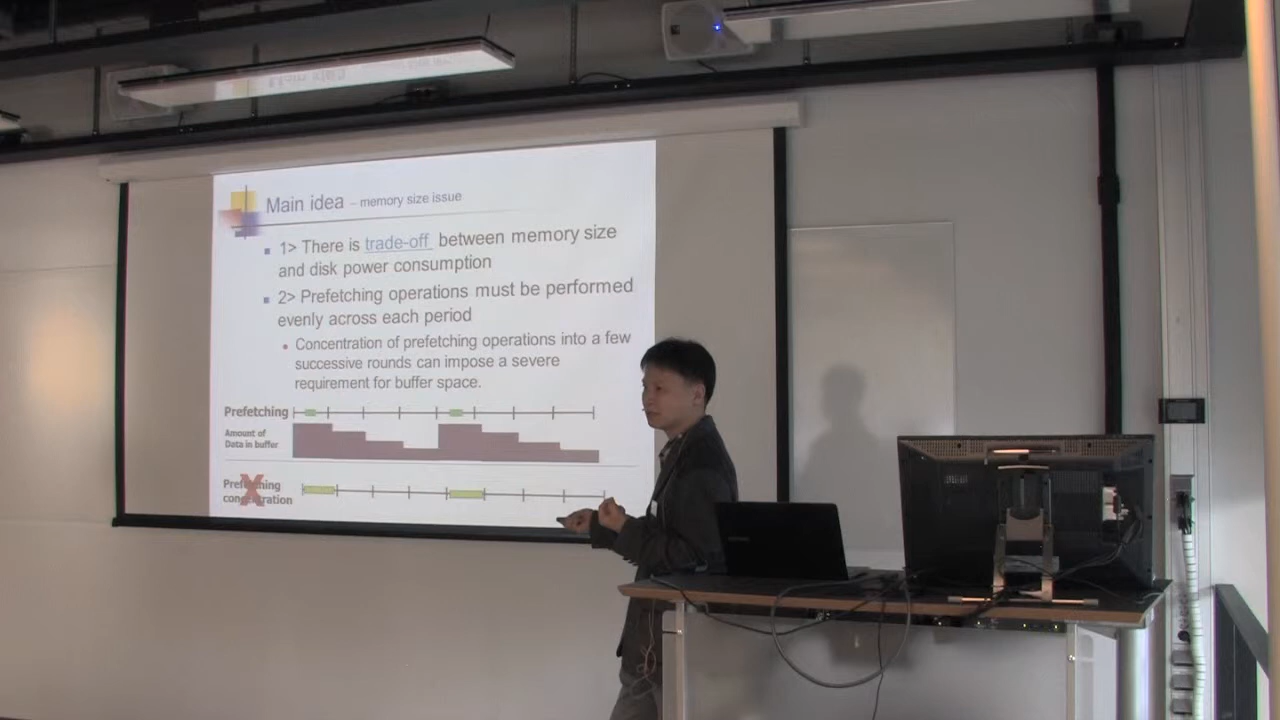 Main idea – memory size issue
1> There is trade-off between memory size
and disk power consumption
2> Prefetching operations must be performed
evenly across each period
Concentration of prefetching operations into a few
successive rounds can impose a severe
requirement for buffer space.
Prefetching
Amount of
Data in buffer
Prefetching
concentration